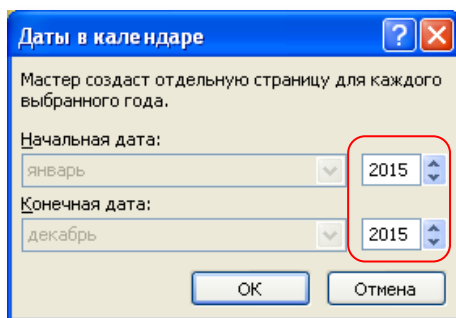 Даты в календаре
Мастер создаст отдельную страницу для каждого
выбранного года.
Начальная дата:
январь 2015
Конечная дата:
декабрь 2015
ОК Отмена